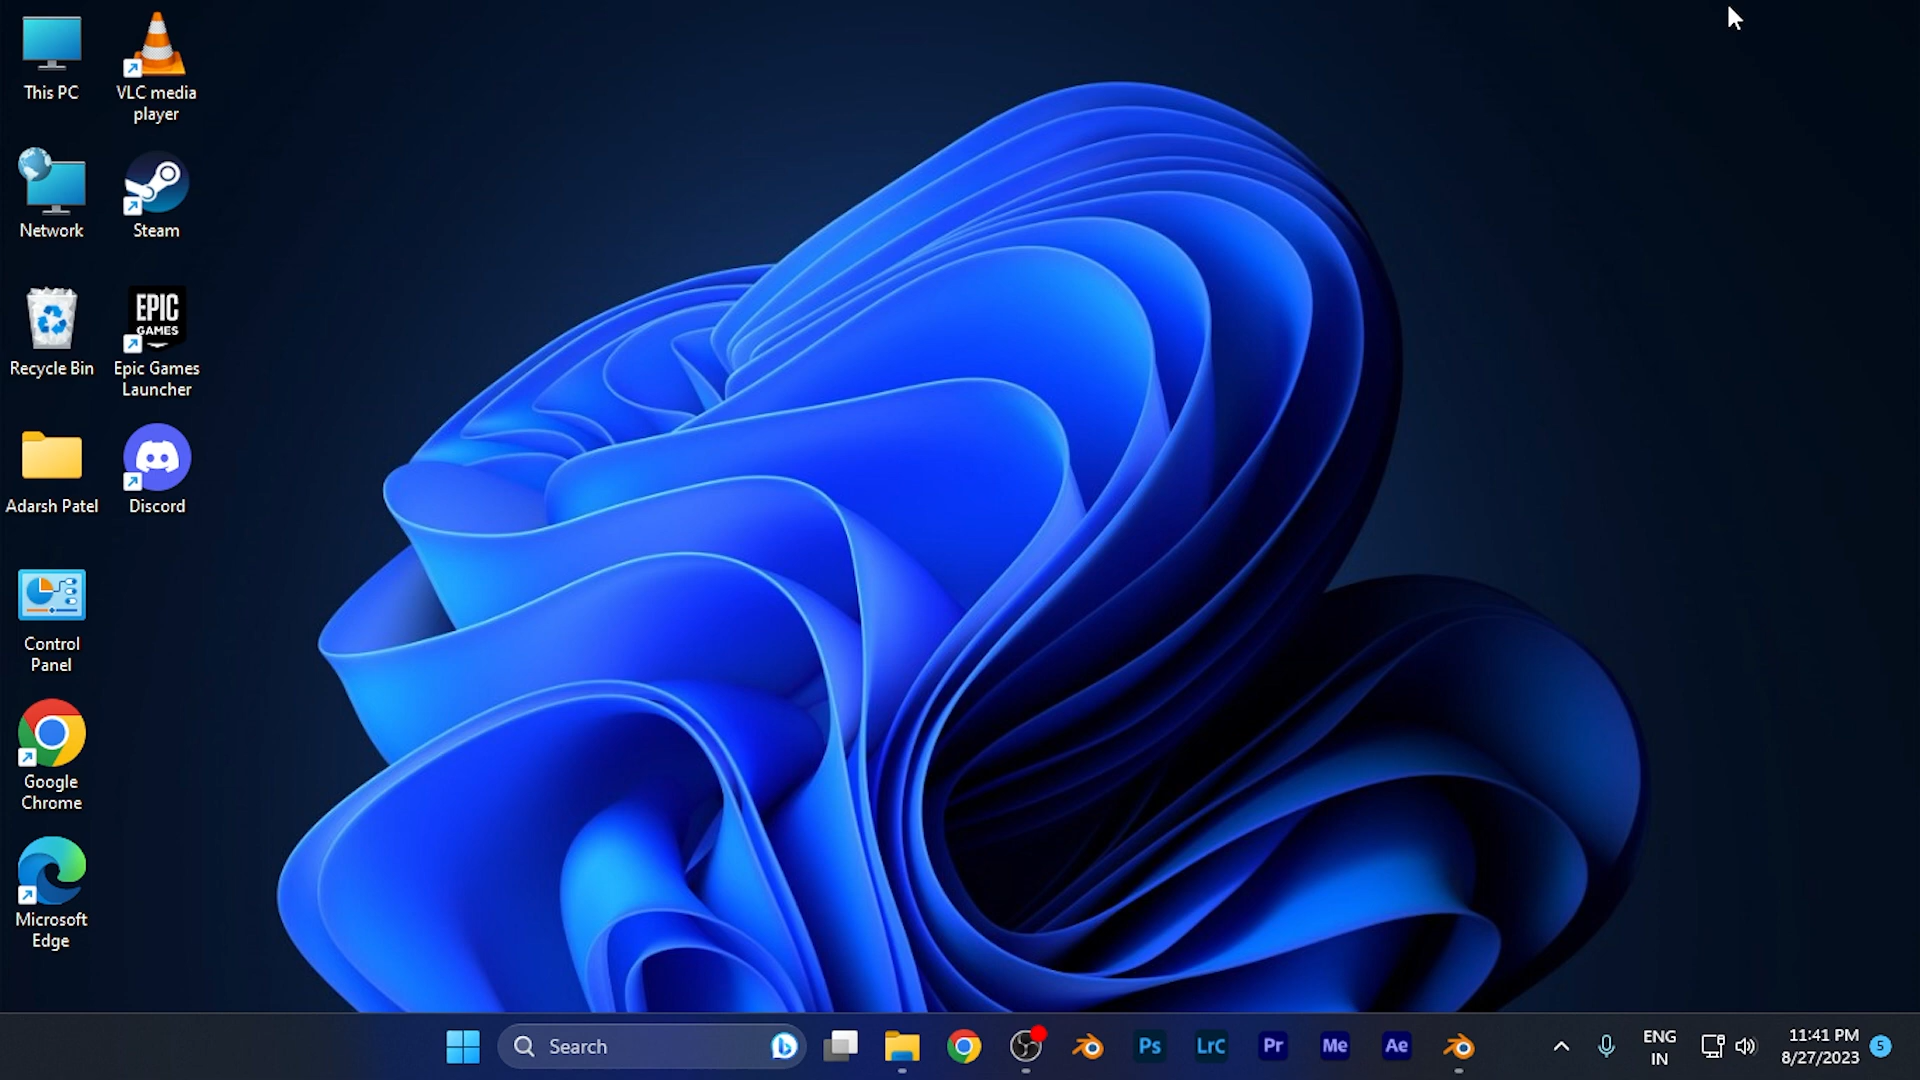 This PC
VLC media
player
Network
Steam
Recycle Bin
EPIC
GAMES
Epic Games
Launcher
Adarsh Patel
Discord
Control
Panel
Google
Chrome
Microsoft
Edge
Search
Ps
LrC
Pr
Me
Ae
ENG
IN
11:41 PM
8/27/2023
5